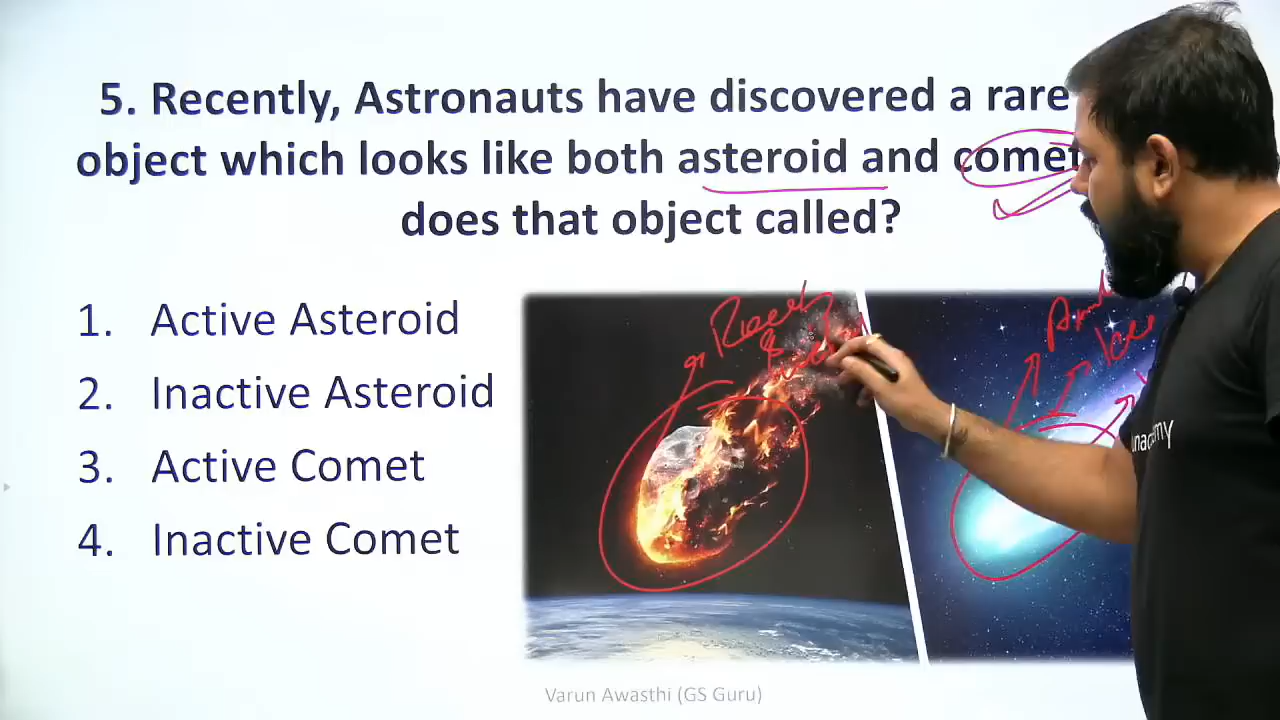 5. Recently, Astronauts have discovered a rare
object which looks like both asteroid and comet
does that object called?
1. Active Asteroid
2. Inactive Asteroid
3. Active Comet
4. Inactive Comet
Varun Awasthi (GS Guru)